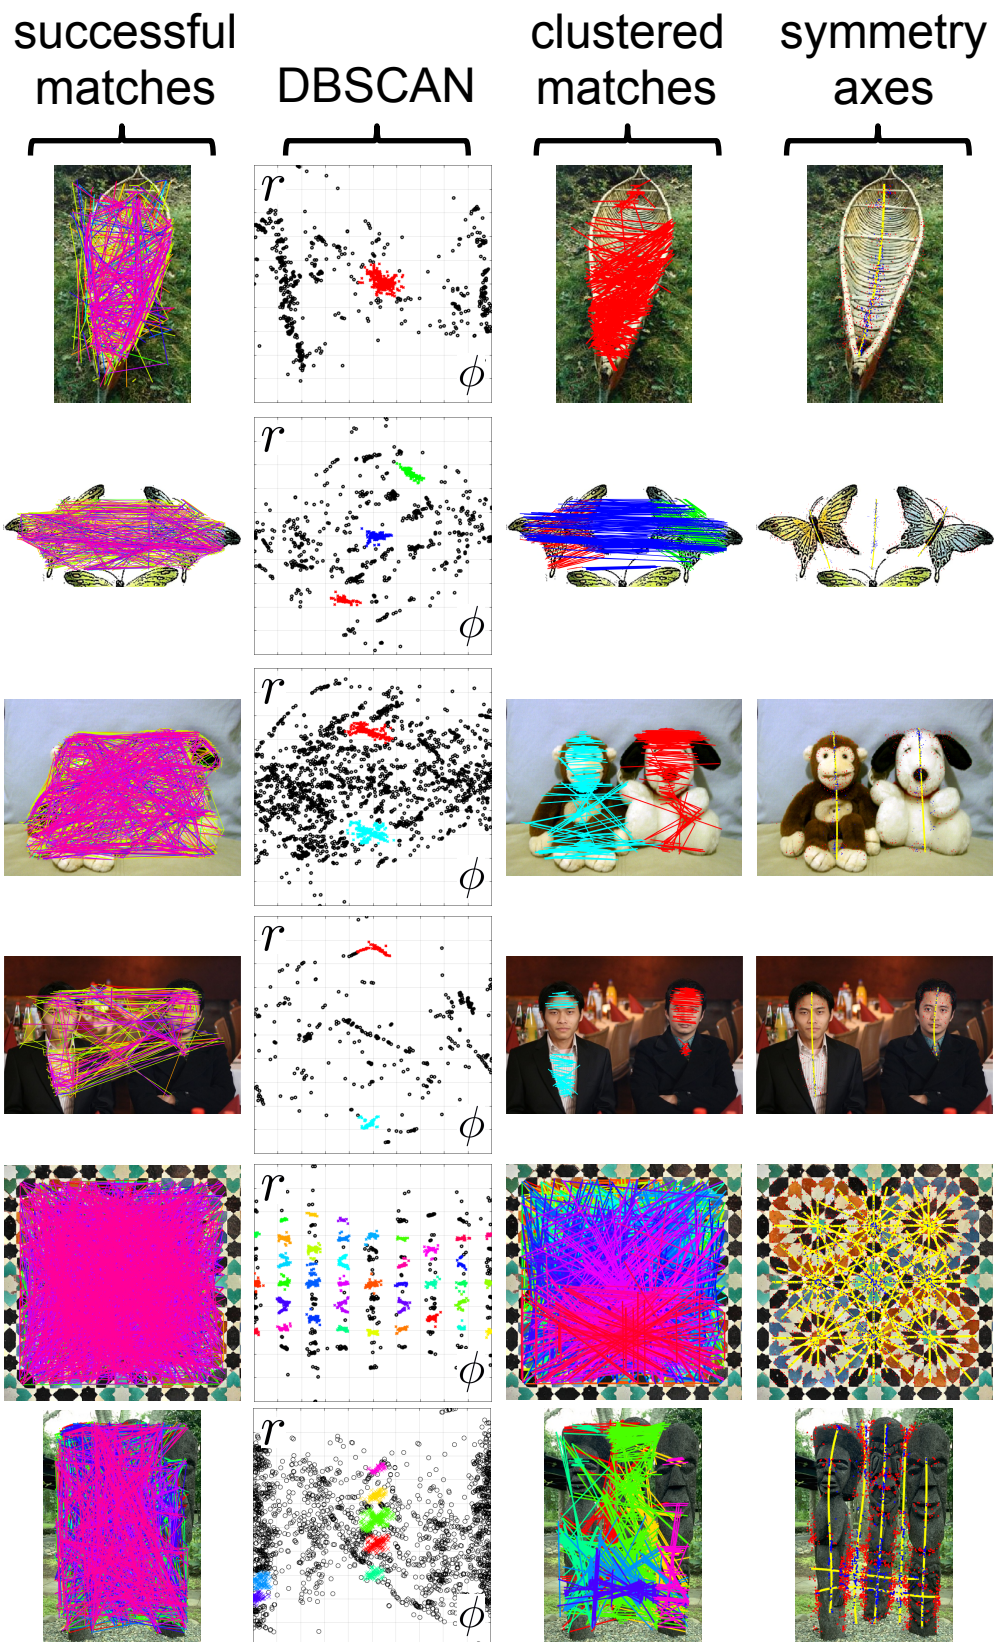 successful
matches
DBSCAN
clustered
matches
symmetry
axes
r
ϕ
r
ϕ
r
ϕ
r
ϕ
r
ϕ
r
ϕ